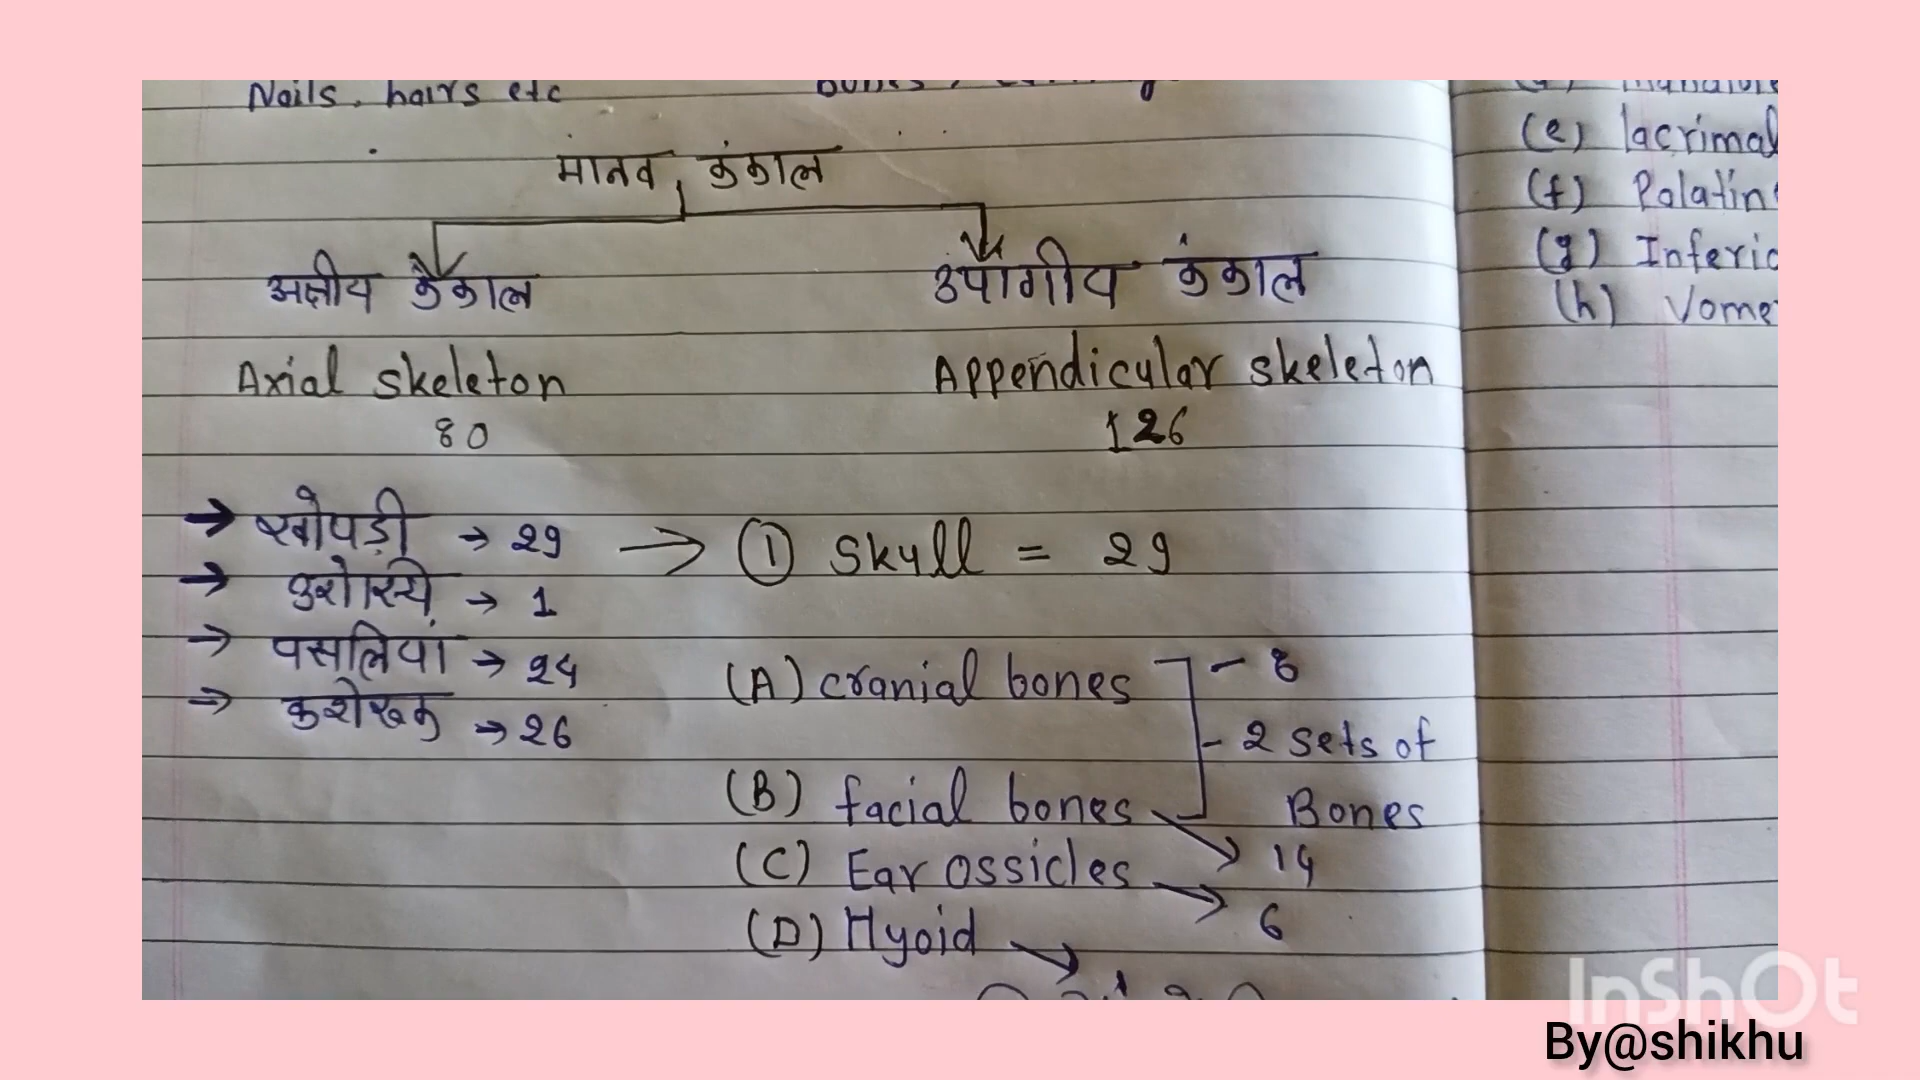 Nails, hairs etc
मानव कंकाल
अक्षीय कंकाल उपांगीय कंकाल
Axial skeleton Appendicular skeleton
80 126
→ खोपड़ी → 29 → ① Skull = 29
→ → 1
→ पसलियां → 24
→ कशेरूक → 26
(A) cranial bones - 8
- 2 sets of
(B) facial bones Bones
→ 14
(C) Ear ossicles → 6
(D) Hyoid →
(e) lacrimal
(f) Palatin
(g) Inferio
(h) Vome
InShOt
By@shikhu